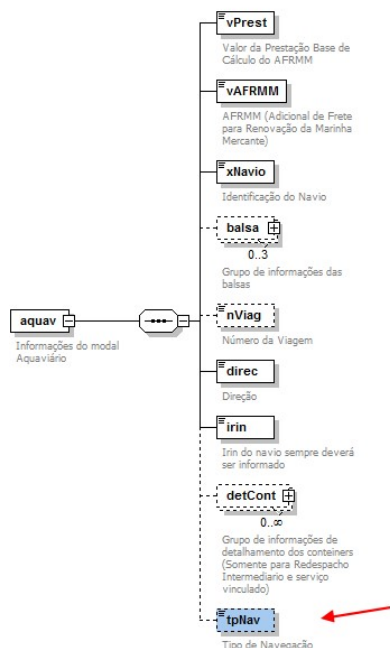 vPrest
Valor da Prestação Base de
Cálculo do AFRMM
vAFRMM
AFRMM (Adicional de Frete
para Renovação da Marinha
Mercante)
xNavio
Identificação do Navio
balsa
0..3
Grupo de informações das
balsas
aquav
Informações do modal
Aquaviário
nViag
Número da Viagem
direc
Direção
irin
Irin do navio sempre deverá
ser informado
detCont
0..∞
Grupo de informações de
detalhamento dos conteiners
(Somente para Redespacho
Intermediario e serviço
vinculado)
tpNav
Tipo de Navegação